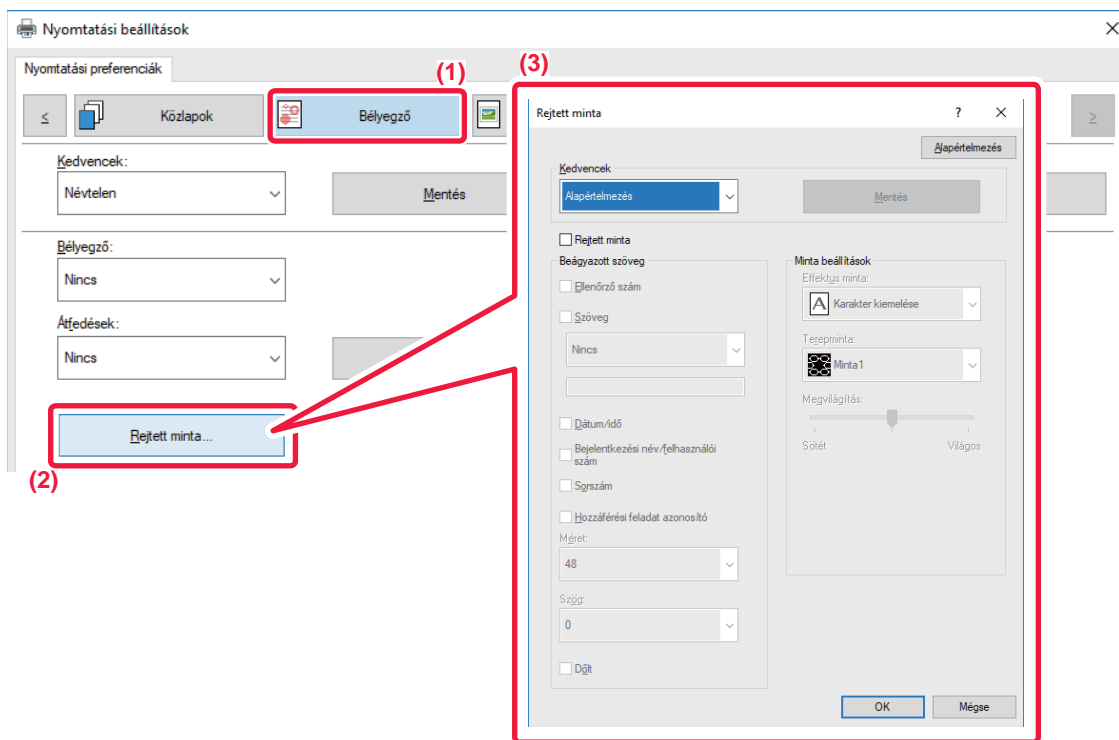 Nyomtatási beállítások
Nyomtatási preferenciák
(1)
(3)
<
Közlapok
Bélyegző
>
Kedvencek:
Névtelen
Mentés
Bélyegző:
Nincs
Átfedések:
Nincs
Rejtett minta...
(2)
Rejtett minta
?
Alapértelmezés
Kedvencek
Alapértelmezés
Mentés
Rejtett minta
Beágyazott szöveg
Ellenőrző szám
Szöveg
Nincs
Dátum/idő
Bejelentkezési név/felhasználói
szám
Sorszám
Hozzáférési feladat azonosító
Méret:
48
Szög:
0
Dőlt
Minta beállítások
Effektus minta:
A Karakter kiemelése
Terepminta:
Minta1
Megvilágítás:
Sötét
Világos
OK
Mégse